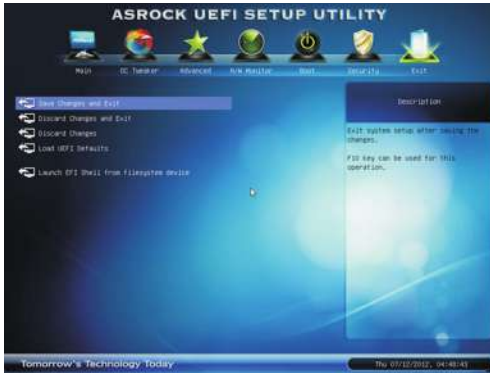 ASROCK UEFI SETUP UTILITY
Main OC Tweaker Advanced H/W Monitor Boot Security Exit
Save Changes and Exit
Discard Changes and Exit
Discard Changes
Load UEFI Defaults
Launch EFI Shell from filesystem device
Description
Exit system setup after saving the
changes.
F10 key can be used for this
operation.
Tomorrow's Technology Today
Thu 07/12/2012, 04:48:43